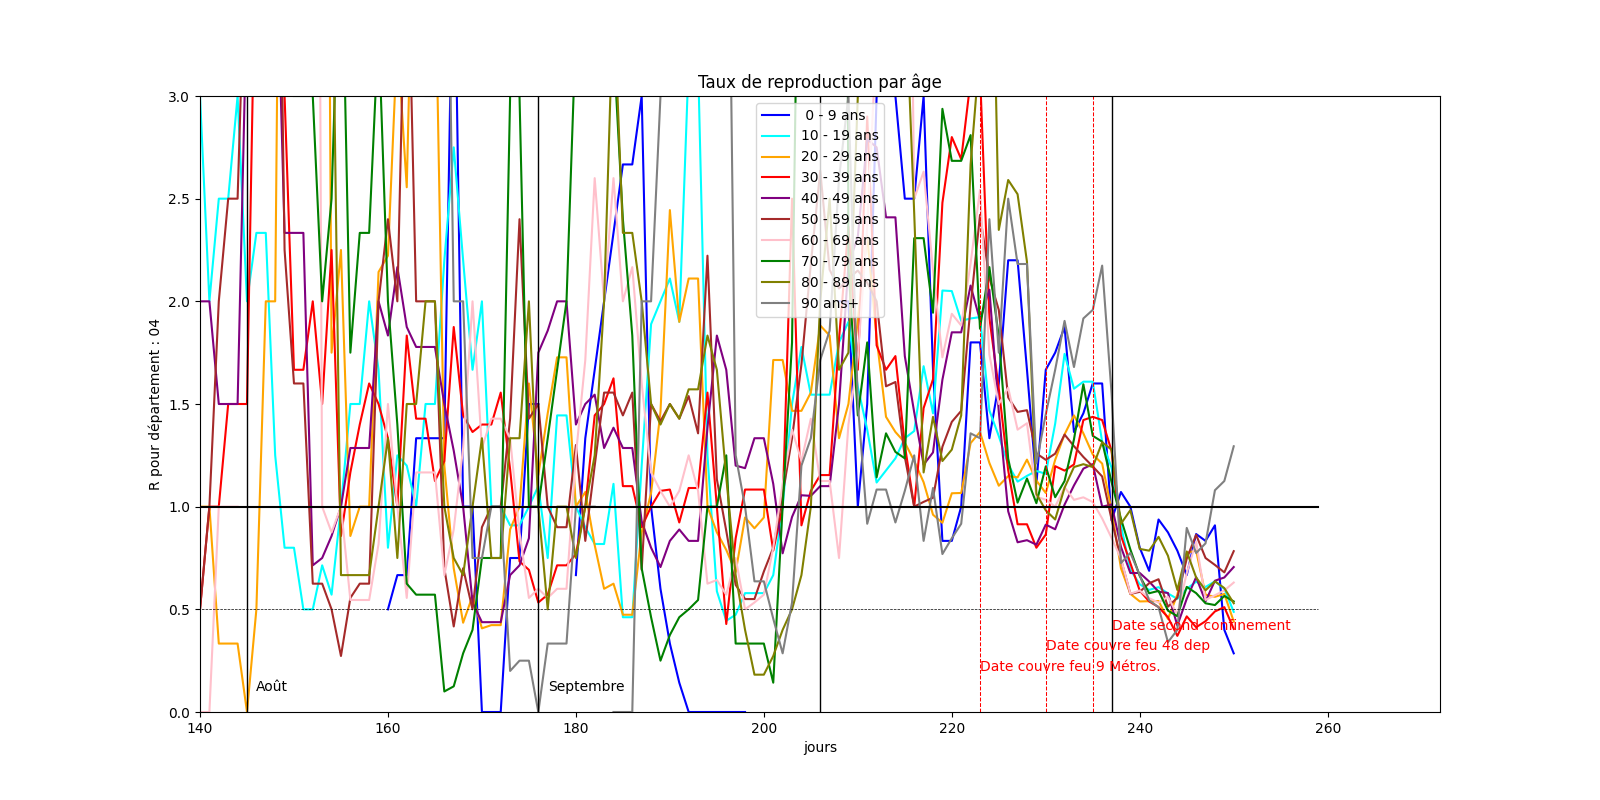 Taux de reproduction par âge
3.0
2.5
2.0
1.5
1.0
0.5
0.0
R pour département : 04
0 - 9 ans
10 - 19 ans
20 - 29 ans
30 - 39 ans
40 - 49 ans
50 - 59 ans
60 - 69 ans
70 - 79 ans
80 - 89 ans
90 ans+
Date second confinement
Date couvre feu 48 dep
Date couvre feu 9 Métros.
Août
Septembre
140
160
180
200
220
240
260
jours